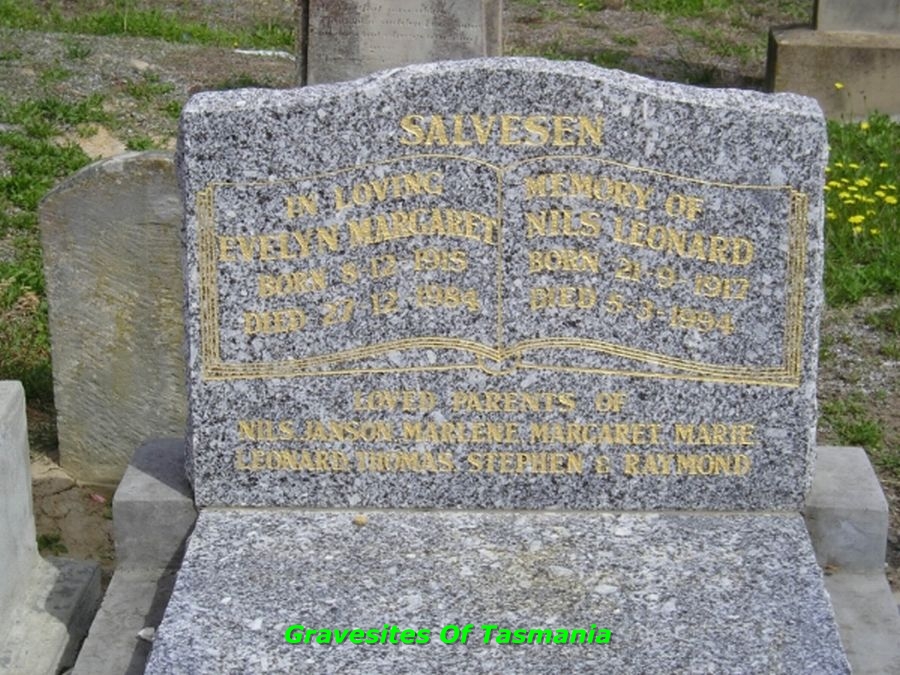 SALVESEN
IN LOVING
EVELYN MARGARET
BORN 8-12-1915
DIED 27-12-1984
MEMORY OF
NILS LEONARD
BORN 21-9-1912
DIED 5-3-1994
LOVED PARENTS OF
NILS, JANSON, MARLENE, MARGARET, MARIE,
LEONARD, THOMAS, STEPHEN & RAYMOND
Gravesites Of Tasmania